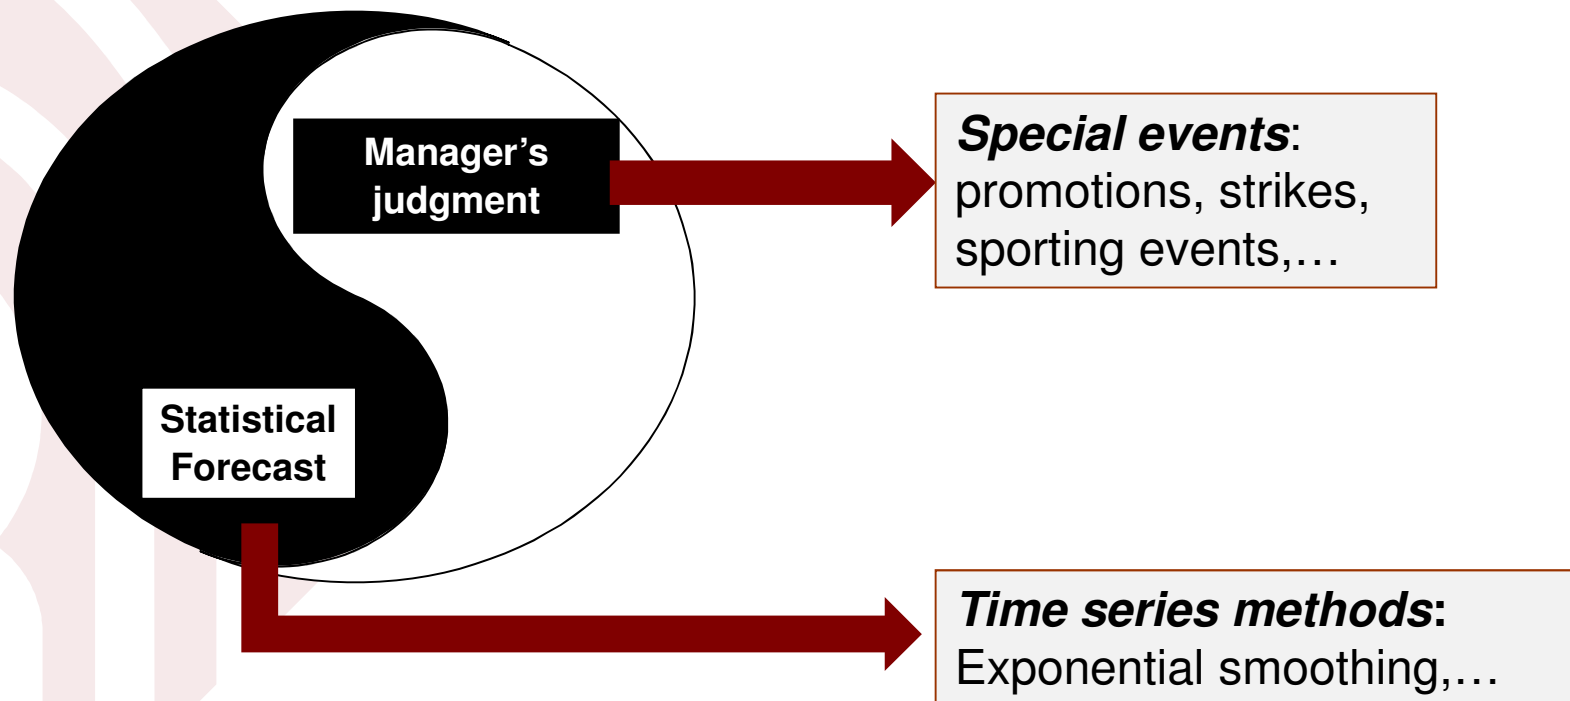 Manager’s
judgment
Special events:
promotions, strikes,
sporting events,…
Statistical
Forecast
Time series methods:
Exponential smoothing,…